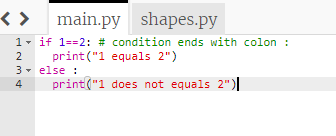 main.py shapes.py
1 if 1==2: # condition ends with colon :
2 print("1 equals 2")
3 else :
4 print("1 does not equals 2")